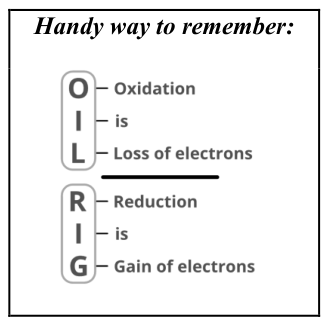 Handy way to remember:
O – Oxidation
I – is
L – Loss of electrons
R – Reduction
I – is
G – Gain of electrons